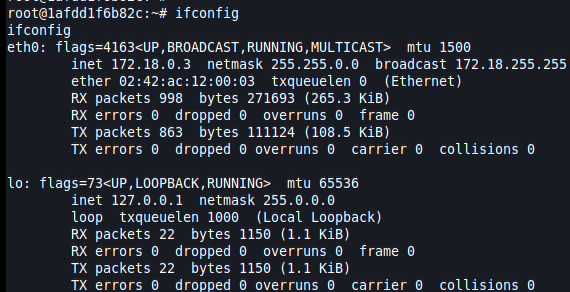 root@1afdd1f6b82c:~# ifconfig
ifconfig
eth0: flags=4163<UP,BROADCAST,RUNNING,MULTICAST>  mtu 1500
        inet 172.18.0.3  netmask 255.255.0.0  broadcast 172.18.255.255
        ether 02:42:ac:12:00:03  txqueuelen 0  (Ethernet)
        RX packets 998  bytes 271693 (265.3 KiB)
        RX errors 0  dropped 0  overruns 0  frame 0
        TX packets 863  bytes 111124 (108.5 KiB)
        TX errors 0  dropped 0 overruns 0  carrier 0  collisions 0

lo: flags=73<UP,LOOPBACK,RUNNING>  mtu 65536
        inet 127.0.0.1  netmask 255.0.0.0
        loop  txqueuelen 1000  (Local Loopback)
        RX packets 22  bytes 1150 (1.1 KiB)
        RX errors 0  dropped 0  overruns 0  frame 0
        TX packets 22  bytes 1150 (1.1 KiB)
        TX errors 0  dropped 0 overruns 0  carrier 0  collisions 0